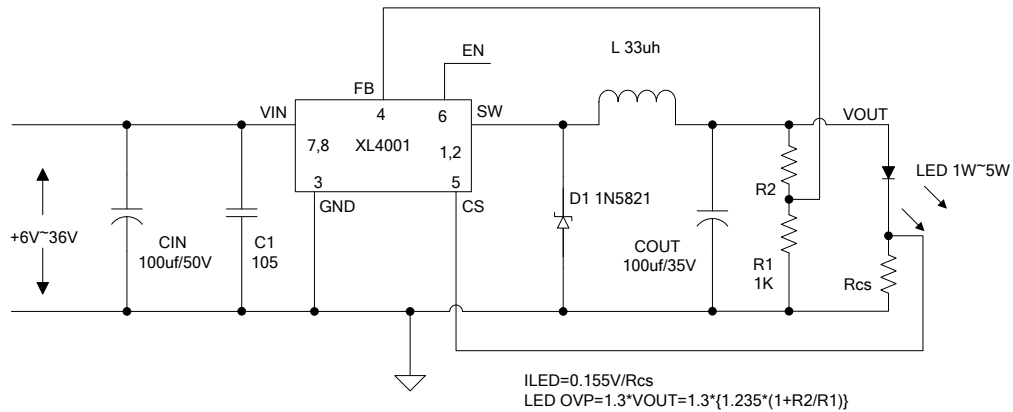 L 33uh
EN
FB
VIN
4
6
SW
VOUT
7,8
XL4001
1,2
3
5
GND
CS
LED 1W~5W
R2
D1 1N5821
+6V~36V
CIN
100uf/50V
C1
105
COUT
100uf/35V
R1
1K
Rcs
ILED=0.155V/Rcs
LED OVP=1.3*VOUT=1.3*{1.235*(1+R2/R1)}